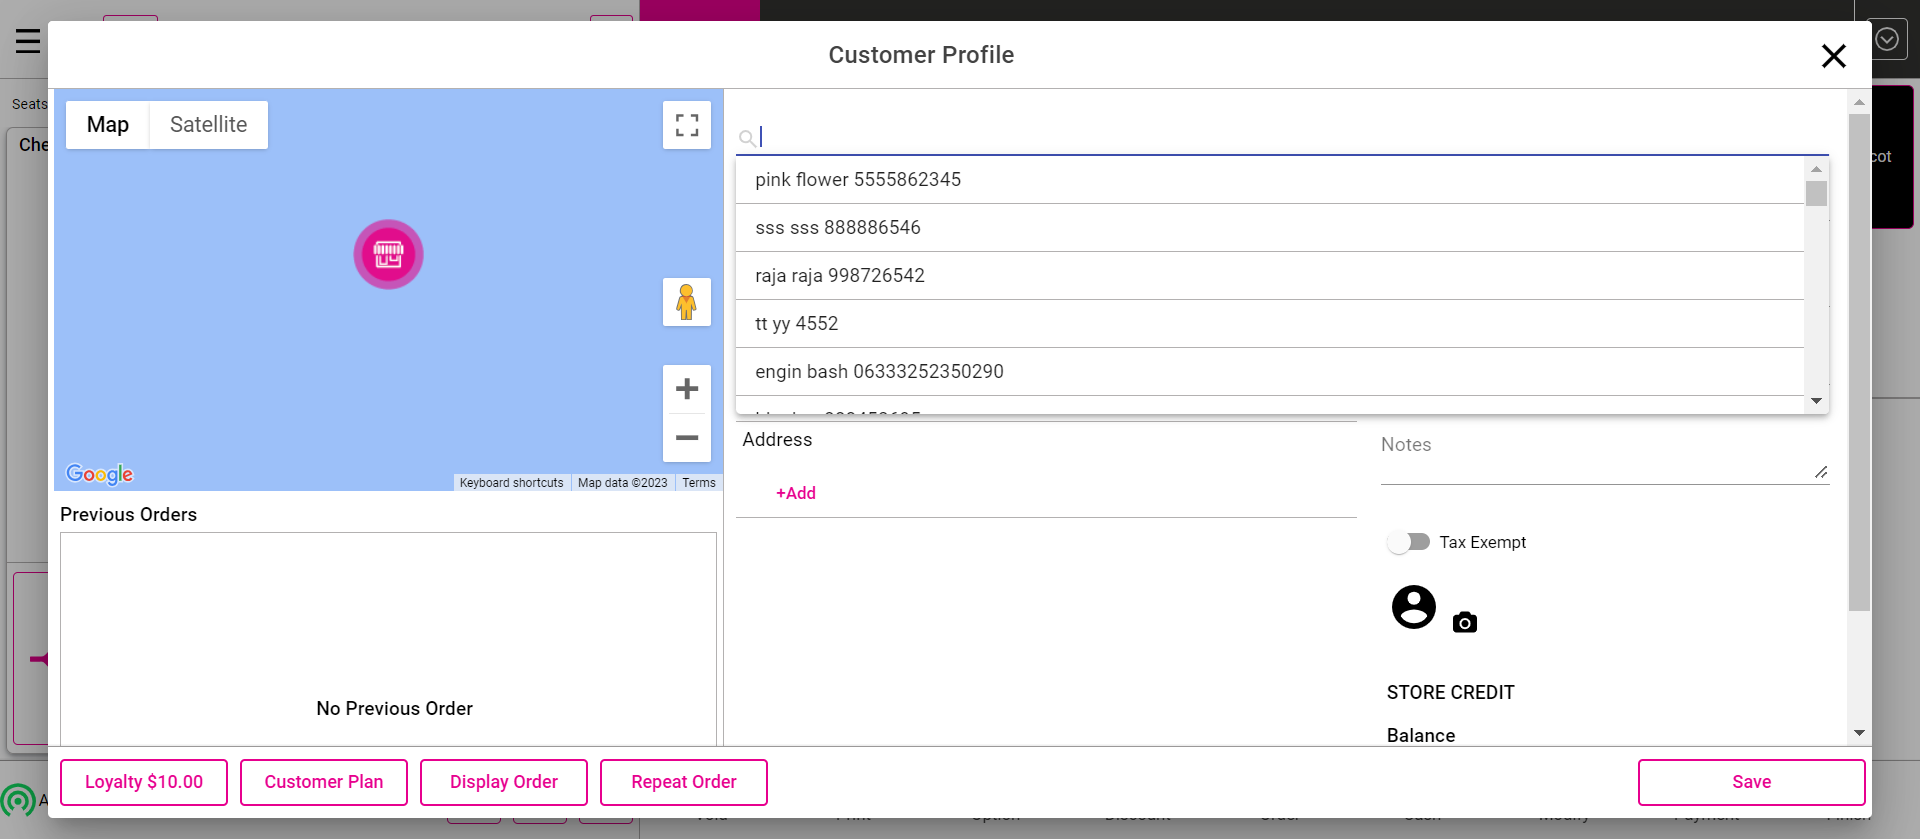 Customer Profile
Seats
Che
Map
Satellite
Google
Keyboard shortcuts
Map data ©2023
Terms
Previous Orders
No Previous Order
pink flower 5555862345
sss sss 888886546
raja raja 998726542
tt yy 4552
engin bash 06333252350290
Address
+Add
Notes
Tax Exempt
STORE CREDIT
Balance
cot
Loyalty $10.00
Customer Plan
Display Order
Repeat Order
Save
A